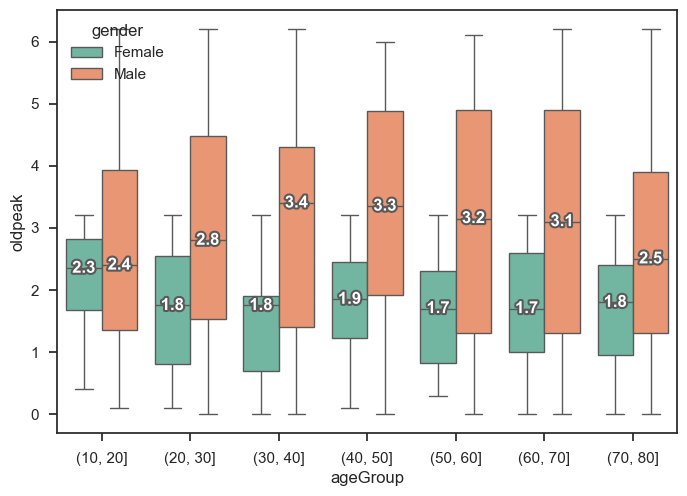 gender
Female
Male
oldpeak
6
5
4
3
2
1
0
2.3 2.4 1.8 2.8 1.8 3.4 1.9 3.3 1.7 3.2 1.7 3.1 1.8 2.5
(10, 20] (20, 30] (30, 40] (40, 50] (50, 60] (60, 70] (70, 80]
ageGroup